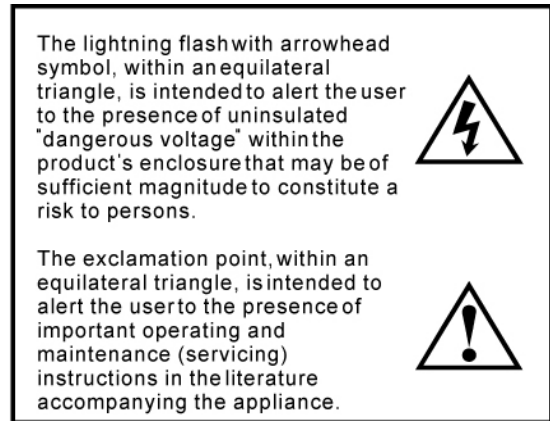 The lightning flash with arrowhead
symbol, within an equilateral
triangle, is intended to alert the user
to the presence of uninsulated
"dangerous voltage" within the
product's enclosure that may be of
sufficient magnitude to constitute a
risk to persons.
The exclamation point, within an
equilateral triangle, is intended to
alert the user to the presence of
important operating and
maintenance (servicing)
instructions in the literature
accompanying the appliance.